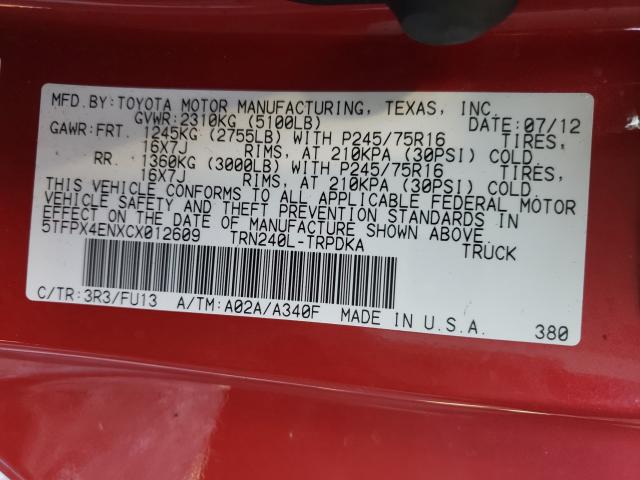 MFD.BY:TOYOTA MOTOR MANUFACTURING, TEXAS, INC.
GVWR:2310KG (5100LB) DATE:07/12
GAWR:FRT. 1245KG (2755LB) WITH P245/75R16 TIRES,
16X7J RIMS, AT 210KPA (30PSI) COLD
RR. 1360KG (3000LB) WITH P245/75R16 TIRES,
16X7J RIMS, AT 210KPA (30PSI) COLD
THIS VEHICLE CONFORMS TO ALL APPLICABLE FEDERAL MOTOR
VEHICLE SAFETY AND THEFT PREVENTION STANDARDS IN
EFFECT ON THE DATE OF MANUFACTURE SHOWN ABOVE.
5TFPX4ENXCX012609 TRN240L-TRPDKA TRUCK
C/TR:3R3/FU13 A/TM:A02A/A340F MADE IN U.S.A. 380